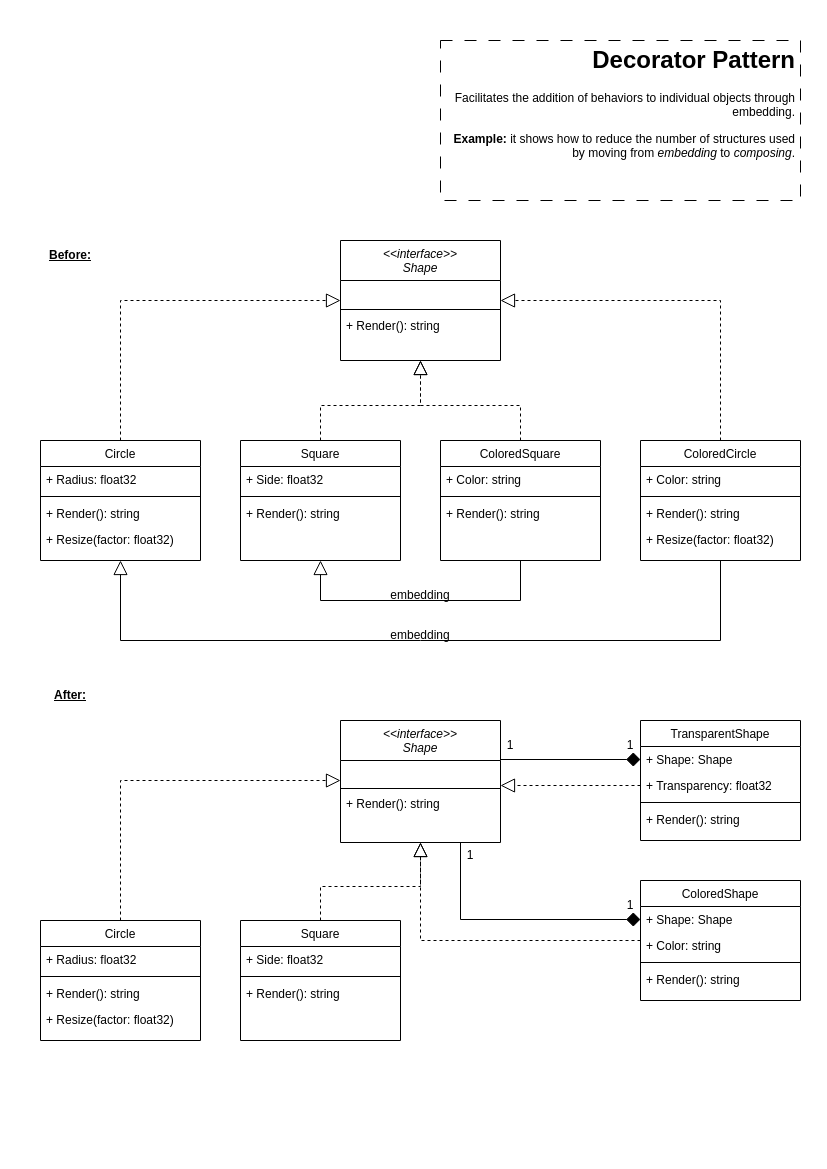 Decorator Pattern
Facilitates the addition of behaviors to individual objects through
embedding.
Example: it shows how to reduce the number of structures used
by moving from embedding to composing.
Before:
<<interface>>
Shape
+ Render(): string
Circle
+ Radius: float32
+ Render(): string
+ Resize(factor: float32)
Square
+ Side: float32
+ Render(): string
ColoredSquare
+ Color: string
+ Render(): string
ColoredCircle
+ Color: string
+ Render(): string
+ Resize(factor: float32)
embedding
embedding
After:
<<interface>>
Shape
+ Render(): string
1
1
TransparentShape
+ Shape: Shape
+ Transparency: float32
+ Render(): string
1
1
ColoredShape
+ Shape: Shape
+ Color: string
+ Render(): string
Circle
+ Radius: float32
+ Render(): string
+ Resize(factor: float32)
Square
+ Side: float32
+ Render(): string